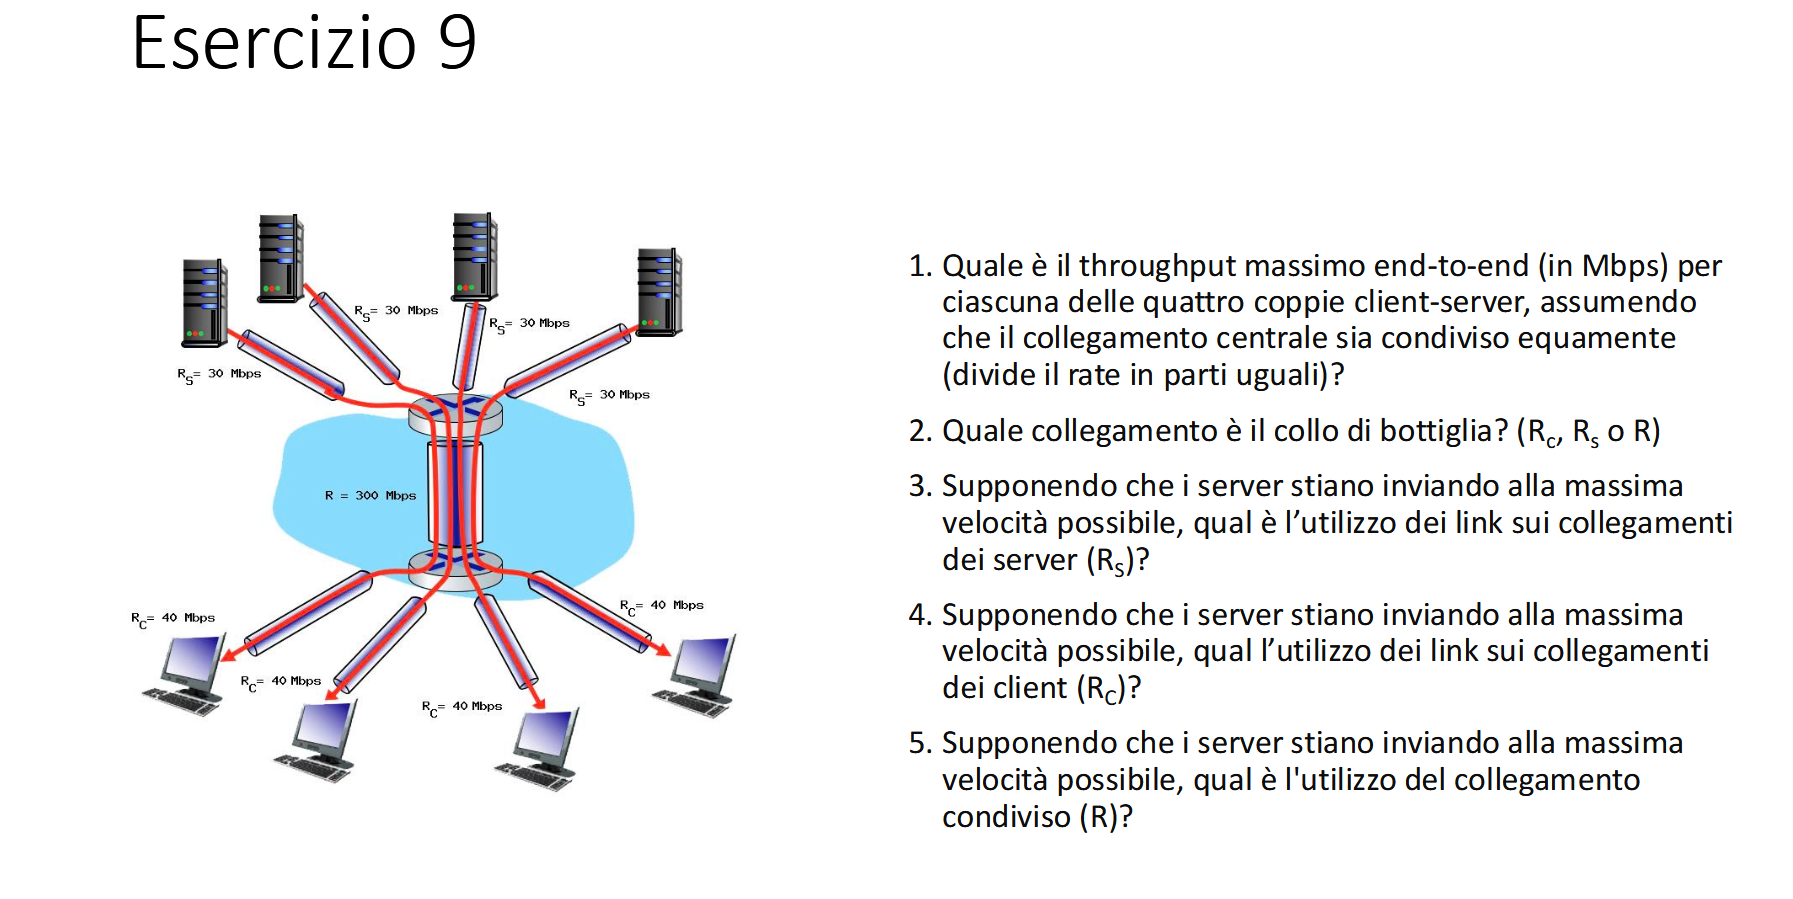 Esercizio 9
R_S= 30 Mbps
R_S= 30 Mbps
R_S= 30 Mbps
R_S= 30 Mbps
R = 300 Mbps
R_C= 40 Mbps
R_C= 40 Mbps
R_C= 40 Mbps
R_C= 40 Mbps
1. Quale è il throughput massimo end-to-end (in Mbps) per
ciascuna delle quattro coppie client-server, assumendo
che il collegamento centrale sia condiviso equamente
(divide il rate in parti uguali)?
2. Quale collegamento è il collo di bottiglia? (R_c, R_s o R)
3. Supponendo che i server stiano inviando alla massima
velocità possibile, qual è l’utilizzo dei link sui collegamenti
dei server (R_S)?
4. Supponendo che i server stiano inviando alla massima
velocità possibile, qual l’utilizzo dei link sui collegamenti
dei client (R_C)?
5. Supponendo che i server stiano inviando alla massima
velocità possibile, qual è l'utilizzo del collegamento
condiviso (R)?